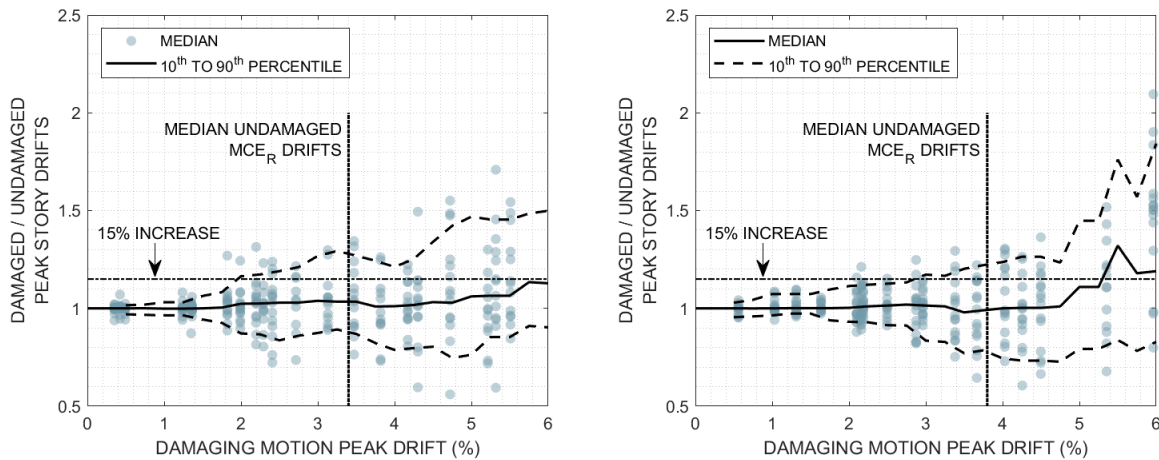 DAMAGED / UNDAMAGED
PEAK STORY DRIFTS
2.5
2
1.5
1
0.5
MEDIAN
10th TO 90th PERCENTILE
MEDIAN UNDAMAGED
MCER DRIFTS
15% INCREASE
0 1 2 3 4 5 6
DAMAGING MOTION PEAK DRIFT (%)
DAMAGED / UNDAMAGED
PEAK STORY DRIFTS
2.5
2
1.5
1
0.5
MEDIAN
10th TO 90th PERCENTILE
MEDIAN UNDAMAGED
MCER DRIFTS
15% INCREASE
0 1 2 3 4 5 6
DAMAGING MOTION PEAK DRIFT (%)